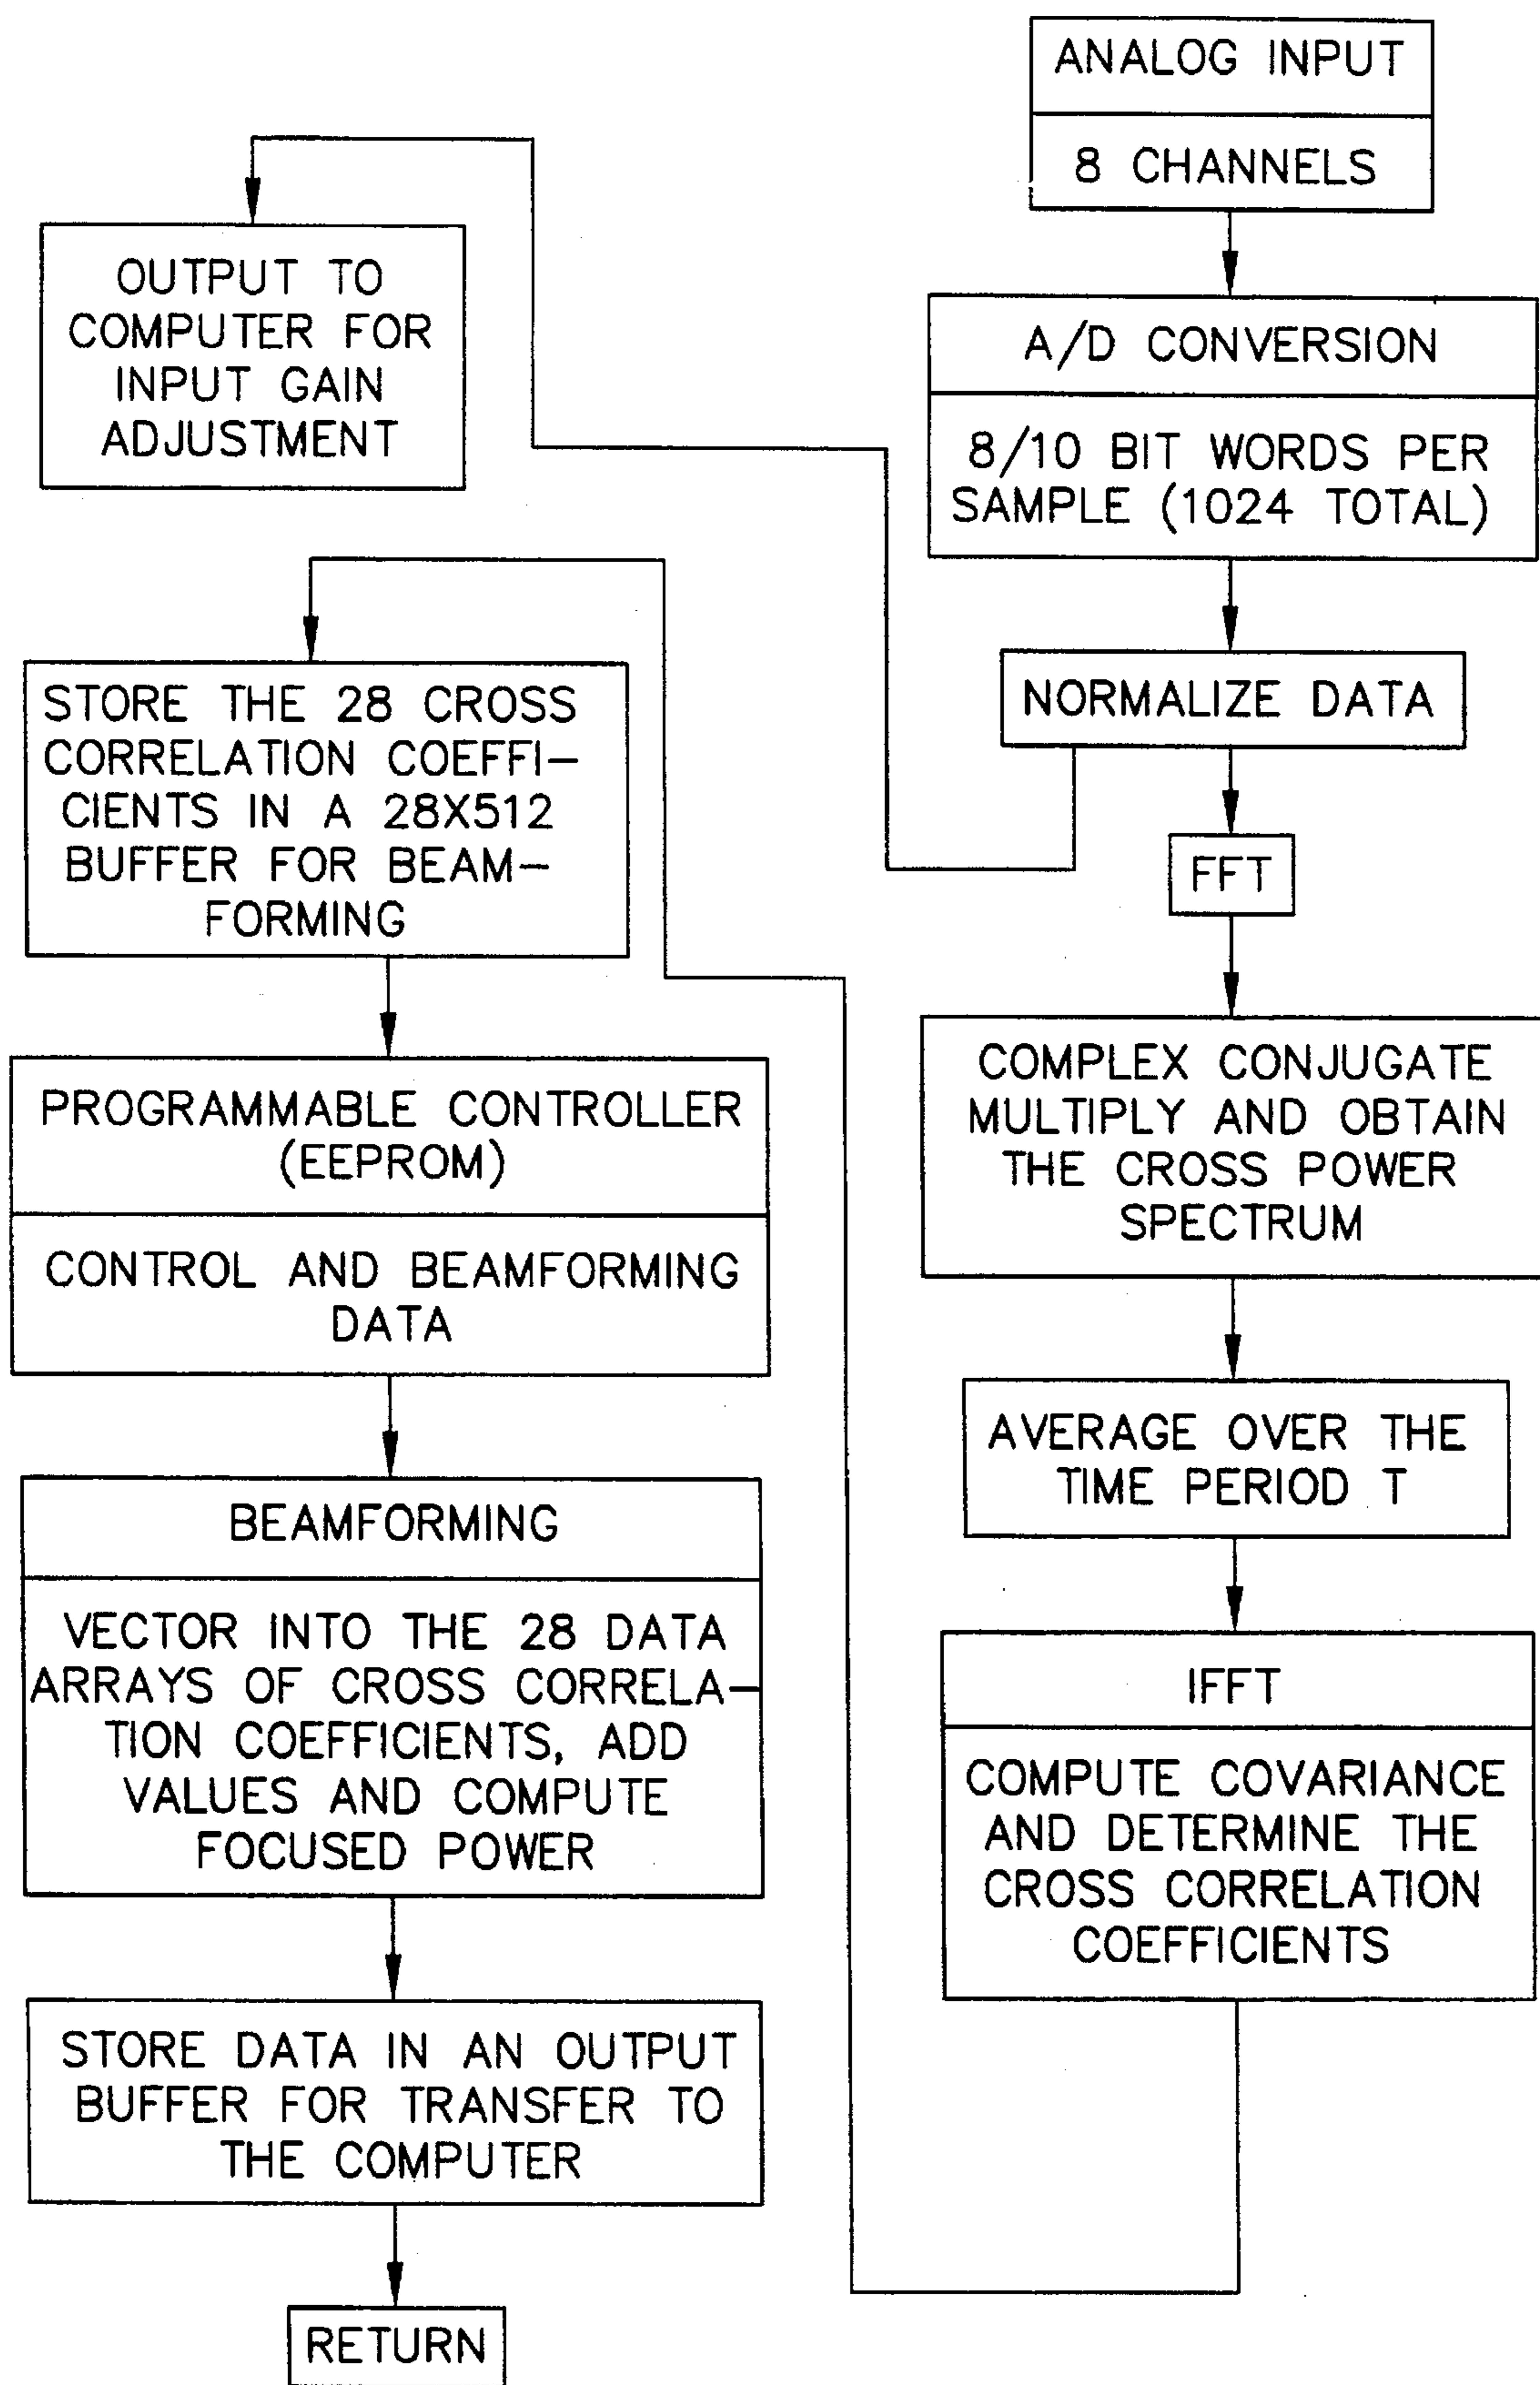 ANALOG INPUT
8 CHANNELS
A/D CONVERSION
8/10 BIT WORDS PER
SAMPLE (1024 TOTAL)
NORMALIZE DATA
FFT
COMPLEX CONJUGATE
MULTIPLY AND OBTAIN
THE CROSS POWER
SPECTRUM
AVERAGE OVER THE
TIME PERIOD T
IFFT
COMPUTE COVARIANCE
AND DETERMINE THE
CROSS CORRELATION
COEFFICIENTS
OUTPUT TO
COMPUTER FOR
INPUT GAIN
ADJUSTMENT
STORE THE 28 CROSS
CORRELATION COEFFI-
CIENTS IN A 28X512
BUFFER FOR BEAM-
FORMING
PROGRAMMABLE CONTROLLER
(EEPROM)
CONTROL AND BEAMFORMING
DATA
BEAMFORMING
VECTOR INTO THE 28 DATA
ARRAYS OF CROSS CORRELA-
TION COEFFICIENTS, ADD
VALUES AND COMPUTE
FOCUSED POWER
STORE DATA IN AN OUTPUT
BUFFER FOR TRANSFER TO
THE COMPUTER
RETURN